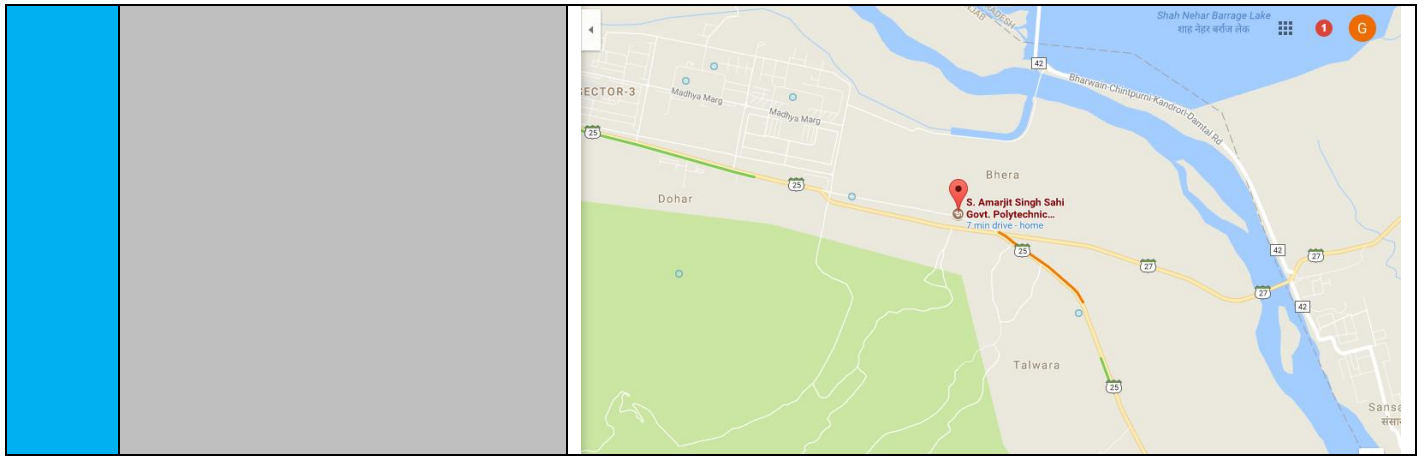 Shah Nehar Barrage Lake
शाह नेहर बर्राज लेक
1
G
42
Bharwain-Chintpurni-Kandrori-Damtal Rd
SECTOR-3
Madhya Marg
Madhya Marg
25
25
Bhera
Dohar
S. Amarjit Singh Sahi
Govt. Polytechnic...
7 min drive - home
25
42
27
27
27
42
Talwara
25
Sansa